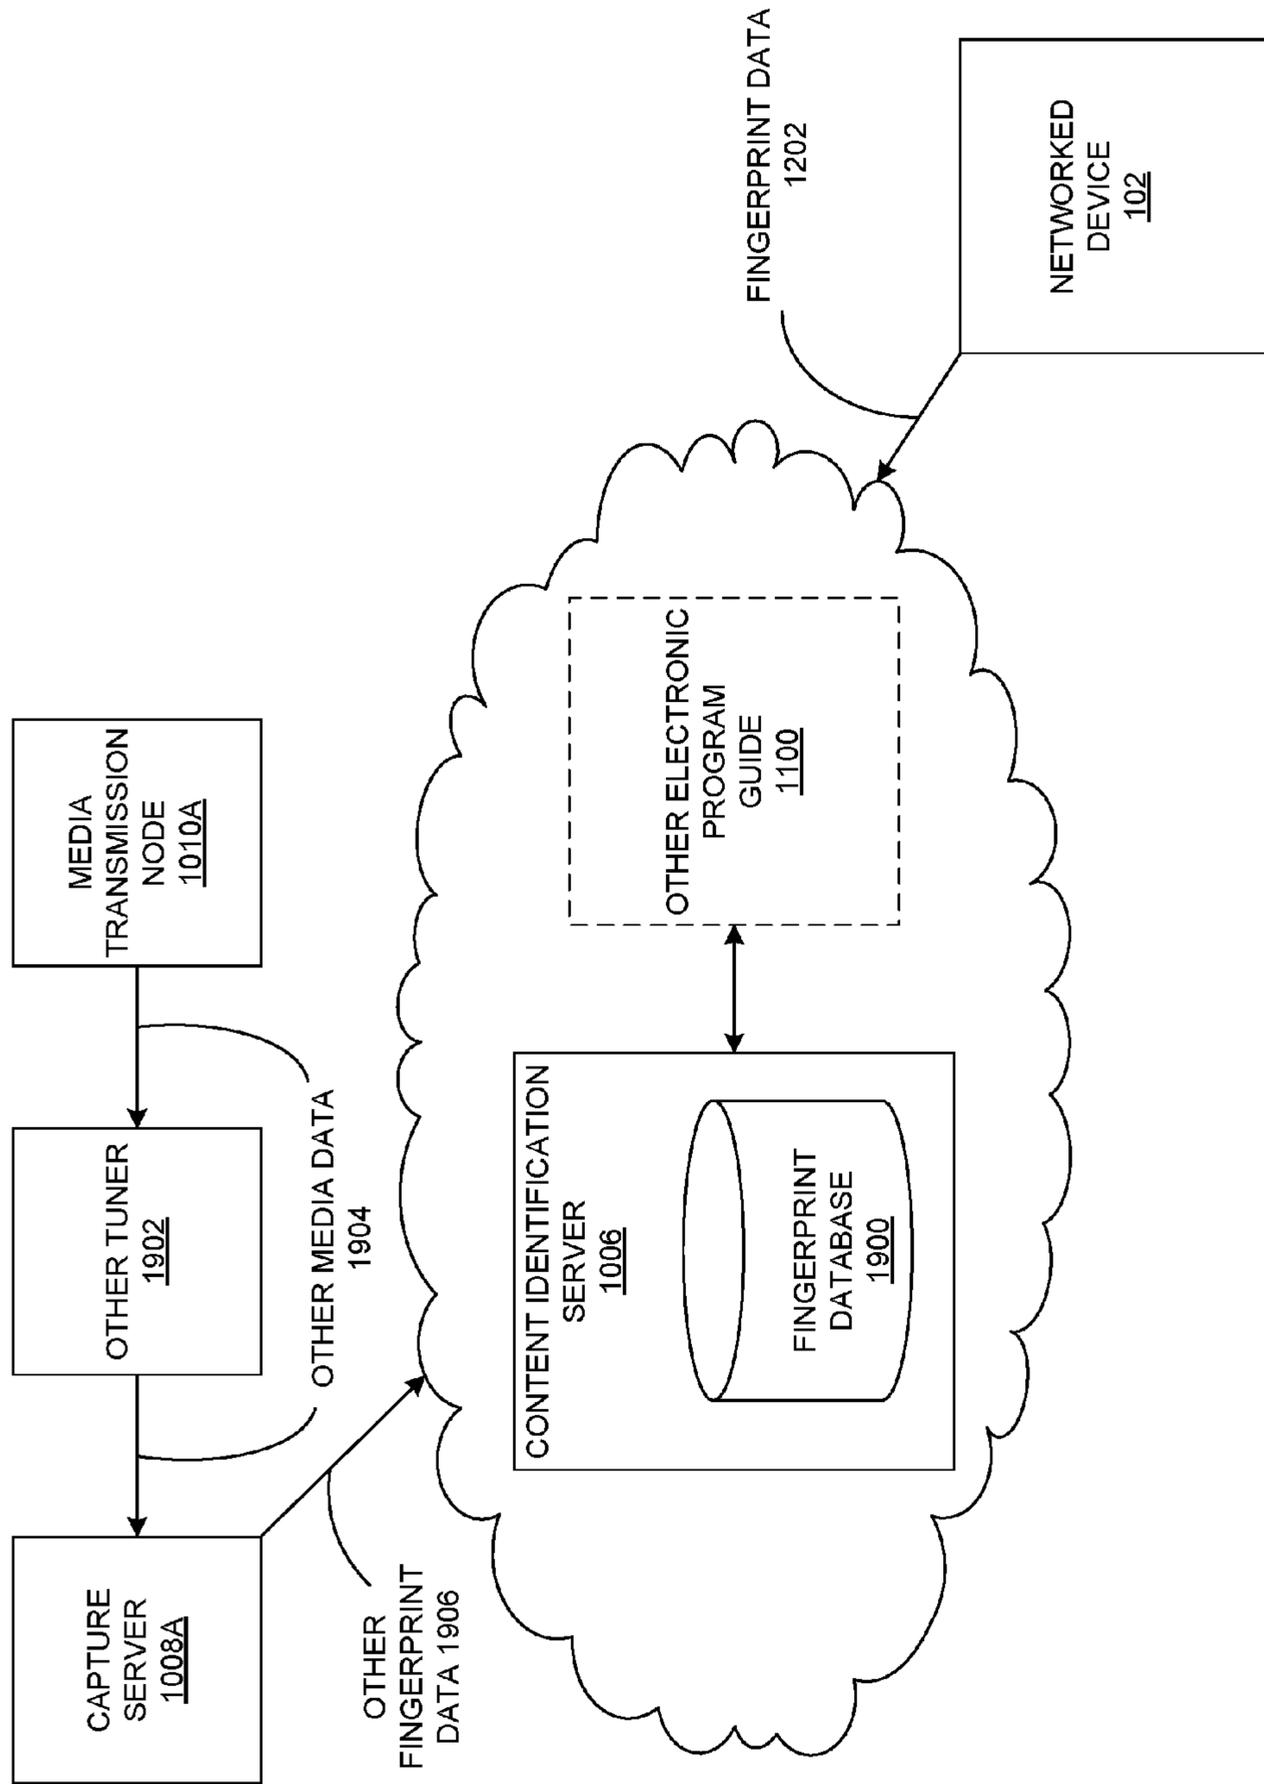 CAPTURE
SERVER
1008A
OTHER TUNER
1902
MEDIA
TRANSMISSION
NODE
1010A
OTHER MEDIA DATA
1904
OTHER
FINGERPRINT
DATA 1906
CONTENT IDENTIFICATION
SERVER
1006
FINGERPRINT
DATABASE
1900
OTHER ELECTRONIC
PROGRAM
GUIDE
1100
FINGERPRINT DATA
1202
NETWORKED
DEVICE
102